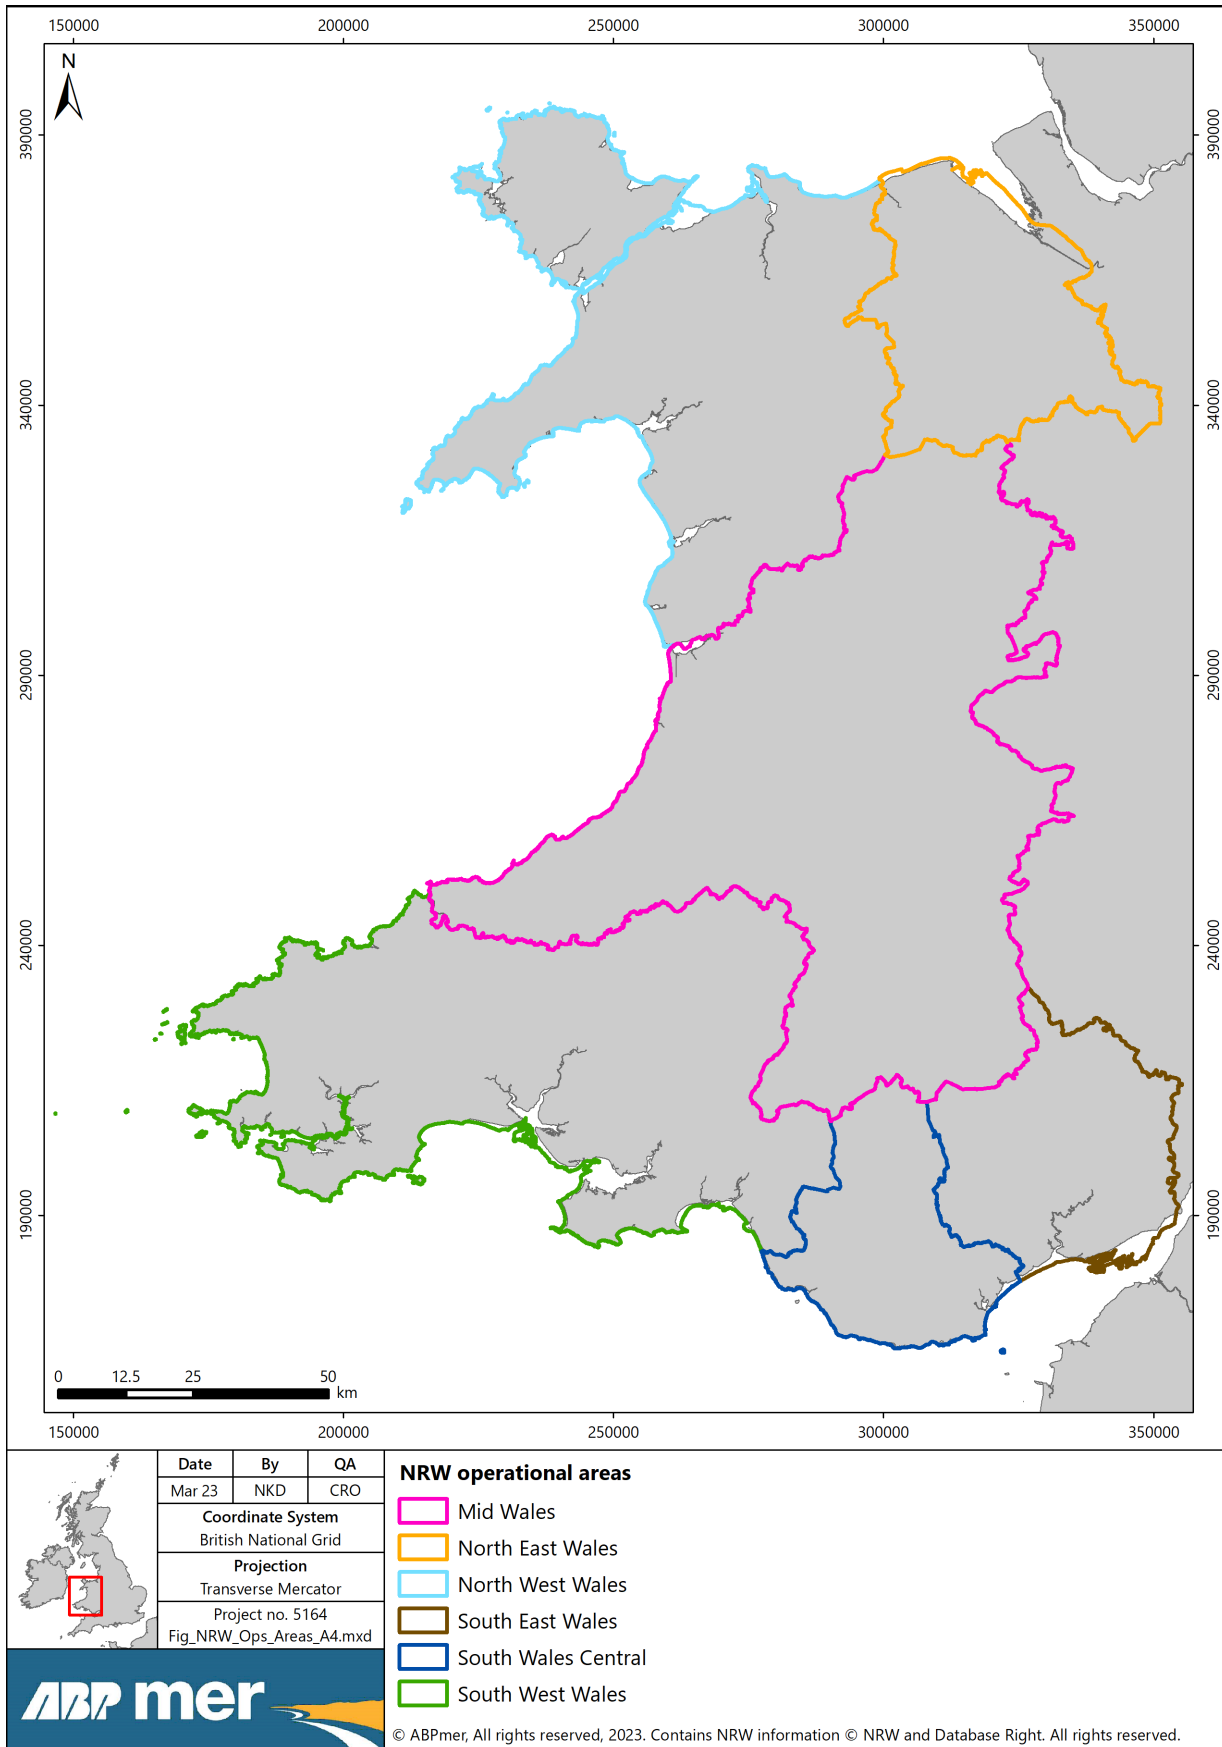 150000 200000 250000 300000 350000
N
390000 390000
340000 340000
290000 290000
240000 240000
190000 190000
0 12.5 25 50
km
150000 200000 250000 300000 350000
Date By QA
Mar 23 NKD CRO
Coordinate System
British National Grid
Projection
Transverse Mercator
Project no. 5164
Fig_NRW_Ops_Areas_A4.mxd
ABP mer
NRW operational areas
Mid Wales
North East Wales
North West Wales
South East Wales
South Wales Central
South West Wales
© ABPmer, All rights reserved, 2023. Contains NRW information © NRW and Database Right. All rights reserved.